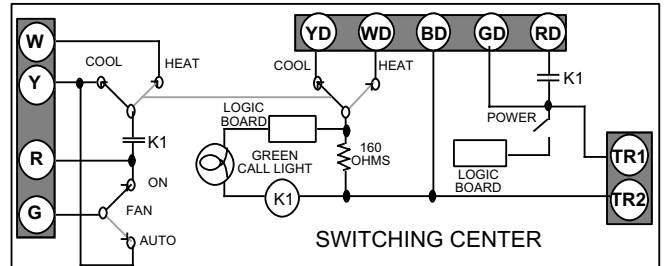 W
Y
R
G
COOL
HEAT
K1
ON
FAN
AUTO
YD
WD
BD
GD
RD
COOL
HEAT
LOGIC
BOARD
GREEN
CALL LIGHT
160
OHMS
K1
K1
POWER
LOGIC
BOARD
TR1
TR2
SWITCHING CENTER